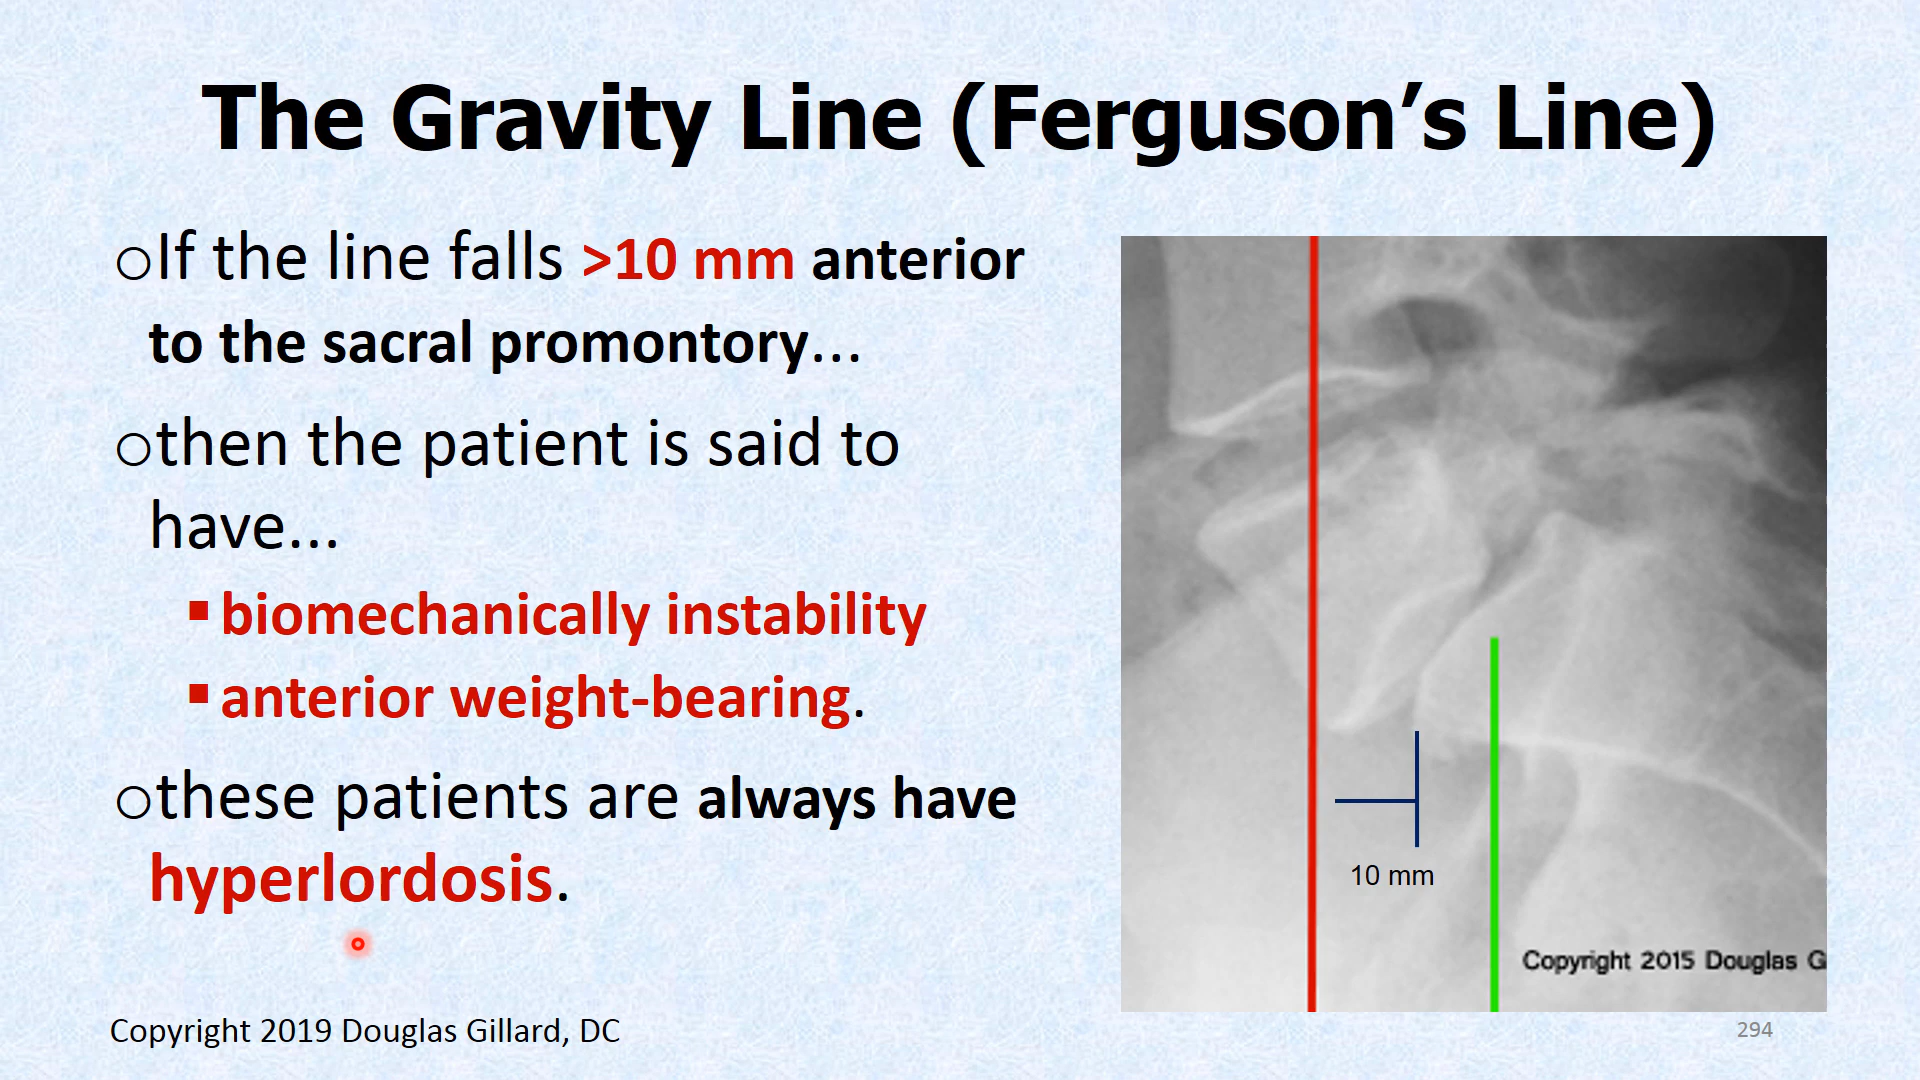 The Gravity Line (Ferguson’s Line)
If the line falls >10 mm anterior
to the sacral promontory…
then the patient is said to
have…
biomechanically instability
anterior weight-bearing.
these patients are always have
hyperlordosis.
10 mm
Copyright 2015 Douglas G
Copyright 2019 Douglas Gillard, DC
294